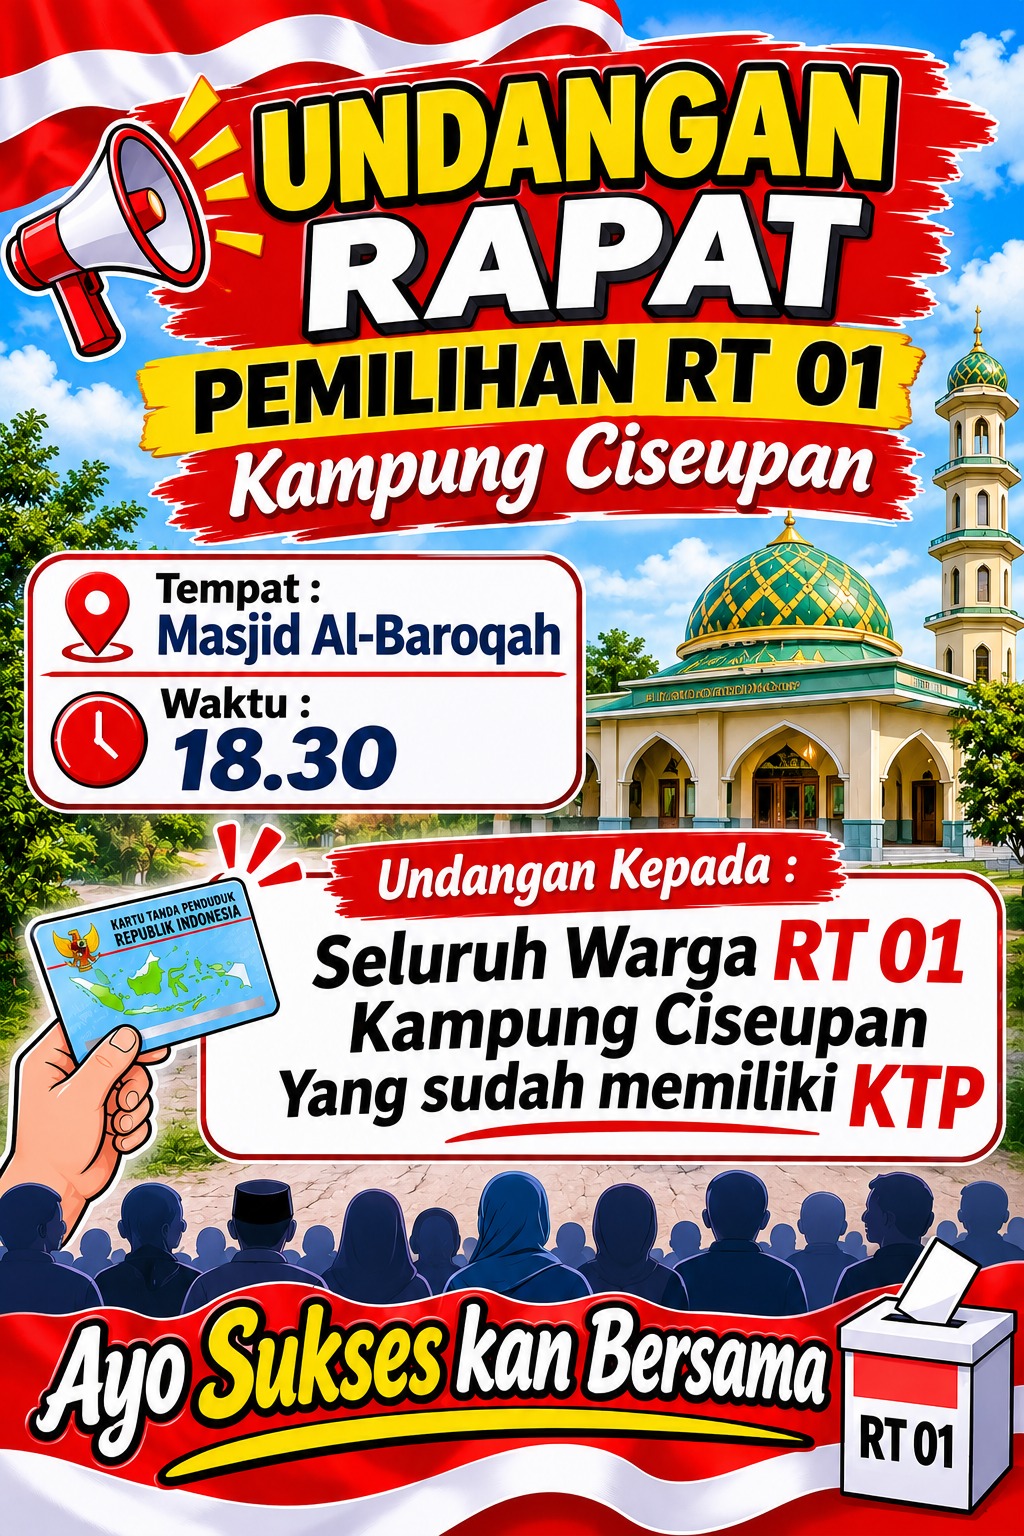 UNDANGAN
RAPAT
PEMILIHAN RT 01
Kampung Ciseupan
Tempat :
Masjid Al-Baroqah
Waktu :
18.30
Undangan Kepada :
KARTU TANDA PENDUDUK
REPUBLIK INDONESIA
Seluruh Warga RT 01
Kampung Ciseupan
Yang sudah memiliki KTP
Ayo Sukses kan Bersama
RT 01